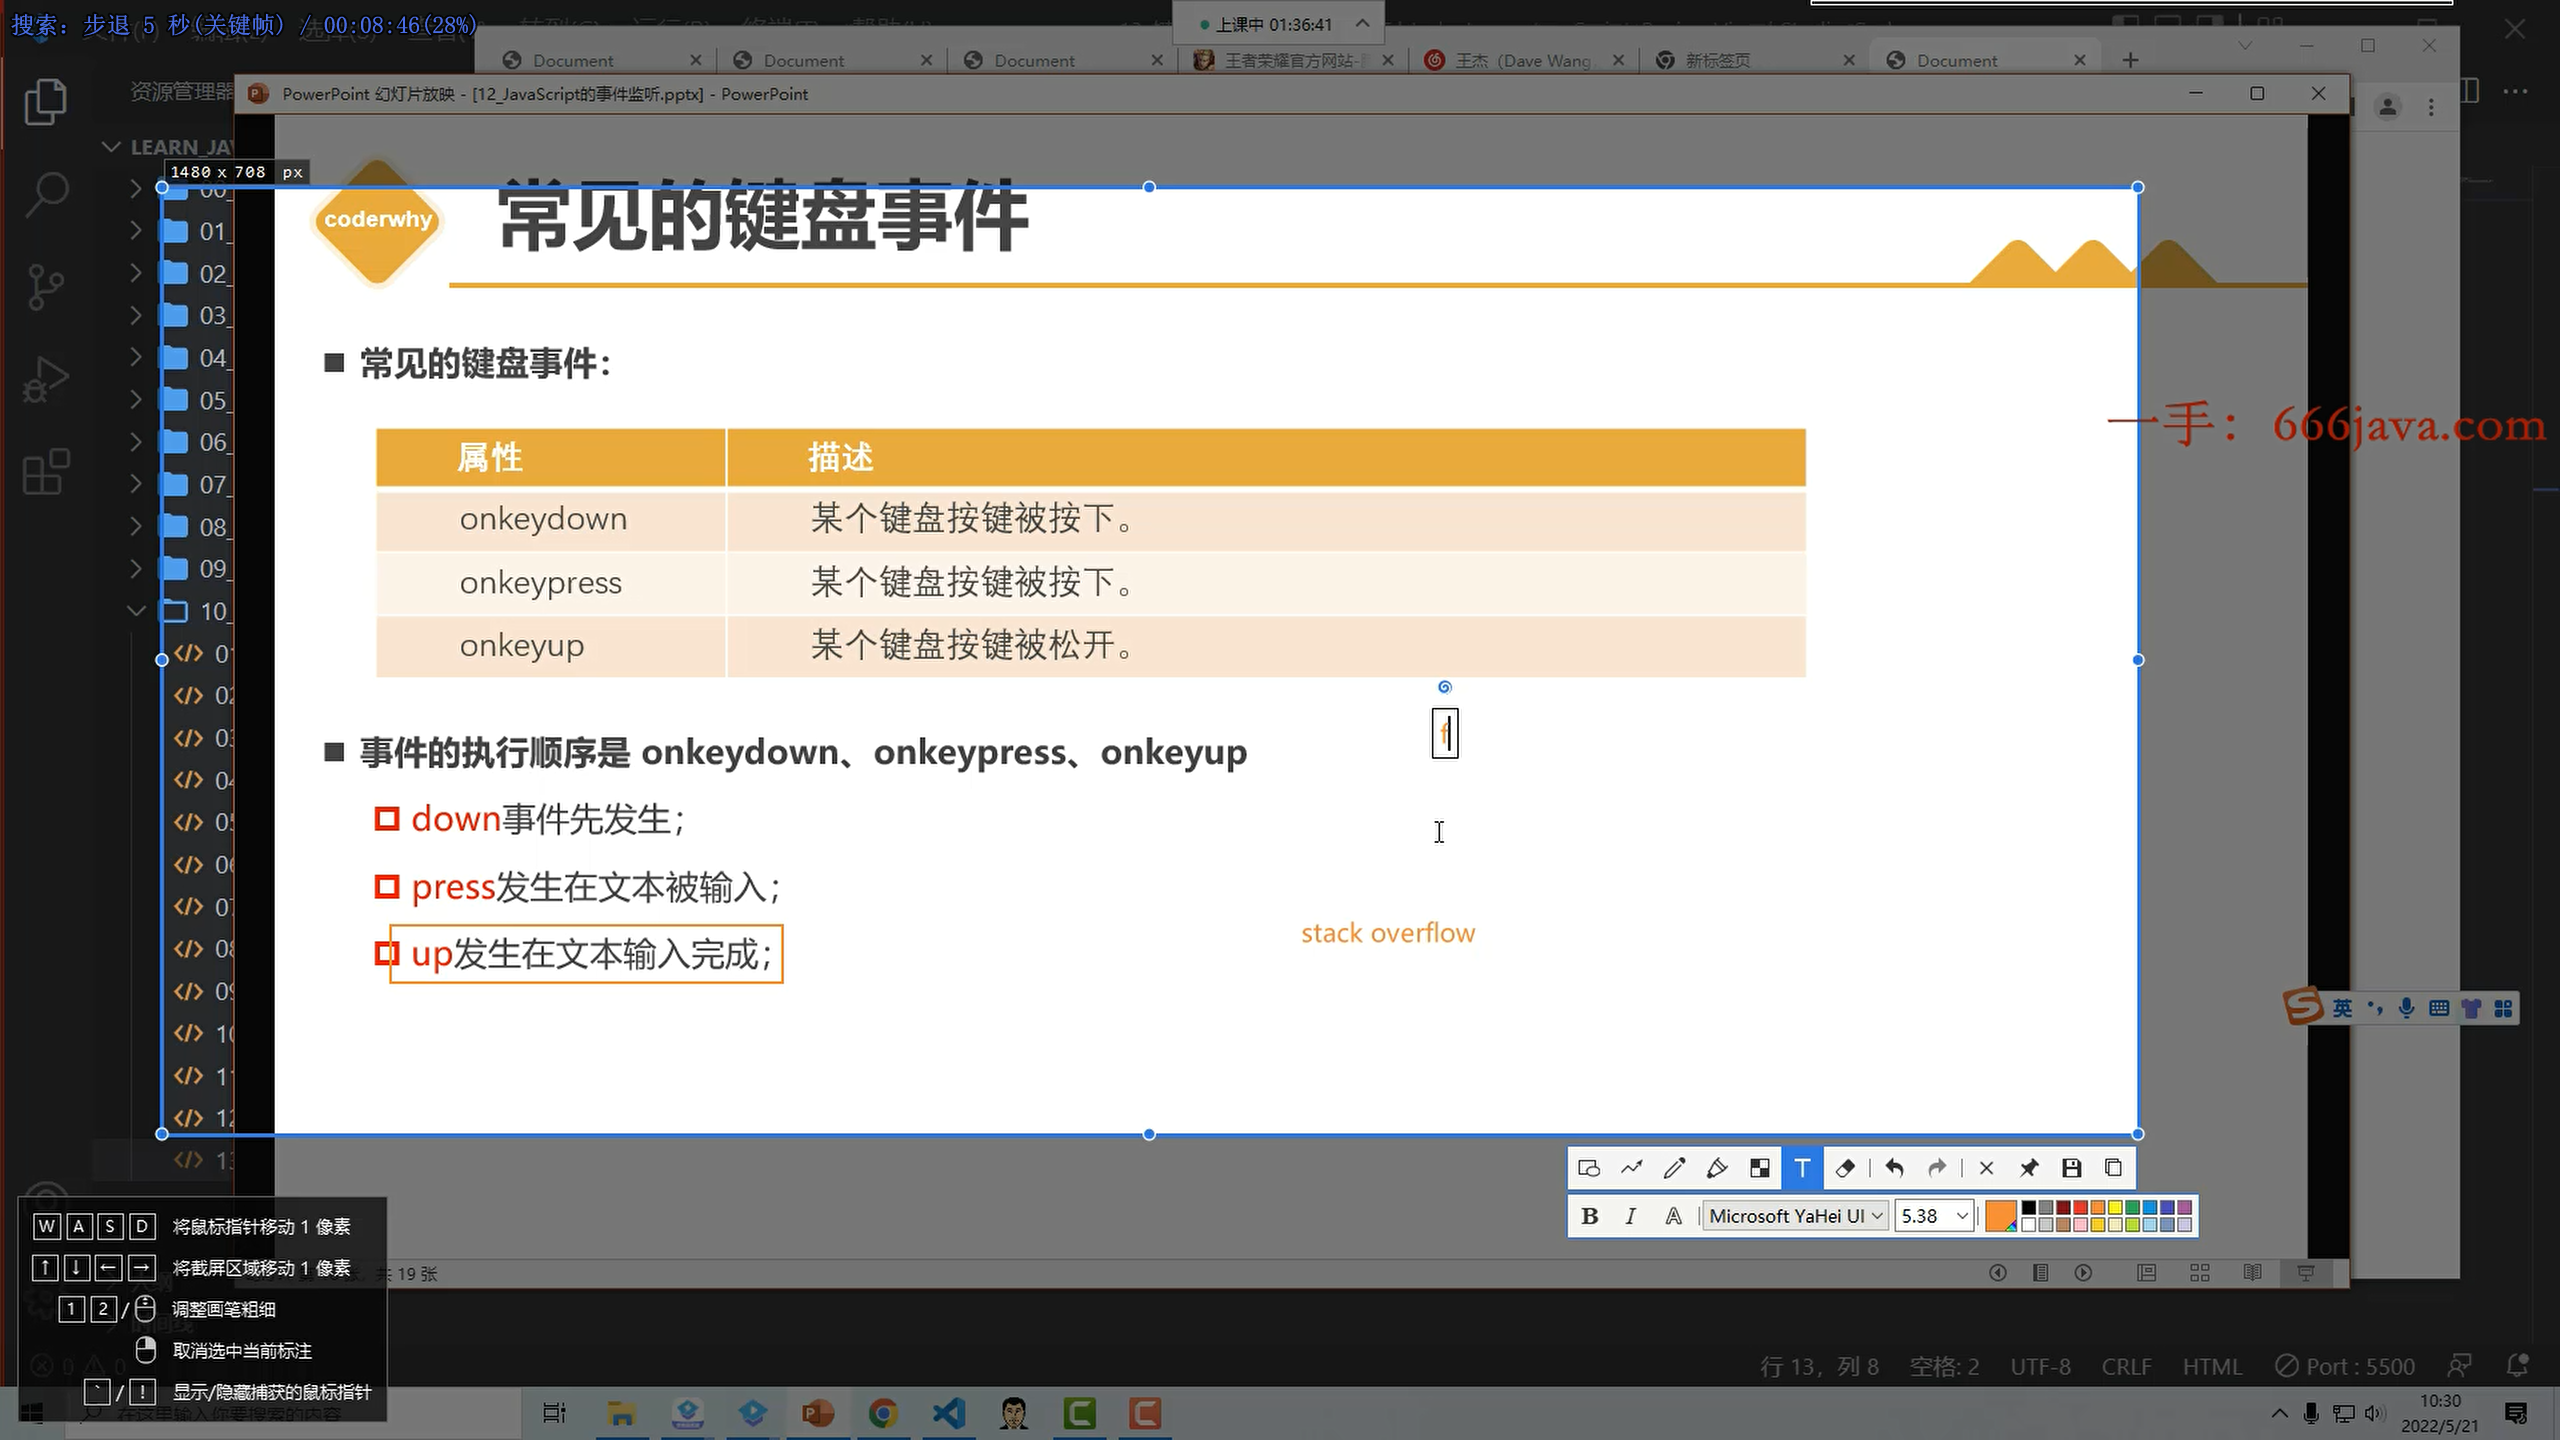 搜索: 步退 5 秒(关键帧) / 00:08:46(28%)
上课中 01:36:41
Document
Document
Document
王者荣耀官方网站-
王杰 (Dave Wang
新标签页
Document
资源管理器
PowerPoint 幻灯片放映 - [12_JavaScript的事件监听.pptx] - PowerPoint
LEARN_JAV
1480 x 708 px
coderwhy
常见的键盘事件
00_
01_
02_
03_
04_
05_
06_
07_
08_
09_
10_
常见的键盘事件：
一手： 666java.com
属性 描述
onkeydown 某个键盘按键被按下。
onkeypress 某个键盘按键被按下。
onkeyup 某个键盘按键被松开。
f
事件的执行顺序是 onkeydown、onkeypress、onkeyup
down事件先发生；
press发生在文本被输入；
up发生在文本输入完成；
stack overflow
英
B I A Microsoft YaHei UI 5.38
W A S D 将鼠标指针移动 1 像素
↑ ↓ ← → 将截屏区域移动 1 像素
共 19 张
1 2 / 调整画笔粗细
取消选中当前标注
` / ! 显示/隐藏捕获的鼠标指针
在这里输入你要搜索的内容
行 13，列 8 空格: 2 UTF-8 CRLF HTML Port : 5500
10:30
2022/5/21